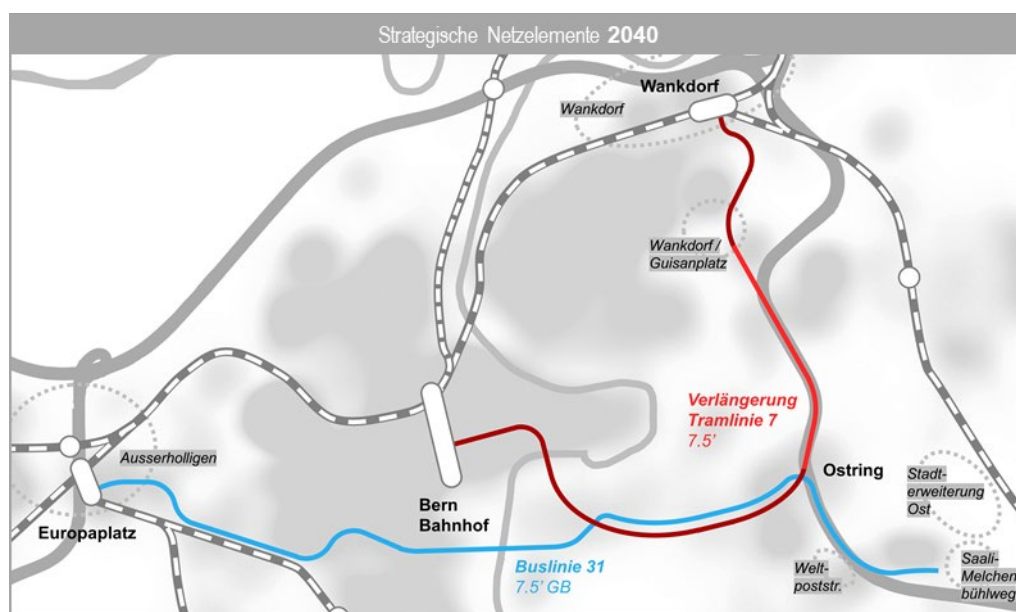 Strategische Netzelemente 2040
Wankdorf
Wankdorf
Wankdorf /
Guisanplatz
Verlängerung
Tramlinie 7
7.5'
Ausserholligen
Ostring
Stadt-
erweiterung
Ost
Europaplatz
Bern
Bahnhof
Buslinie 31
7.5' GB
Welt-
poststr.
Saali-
Melchen-
bühlweg